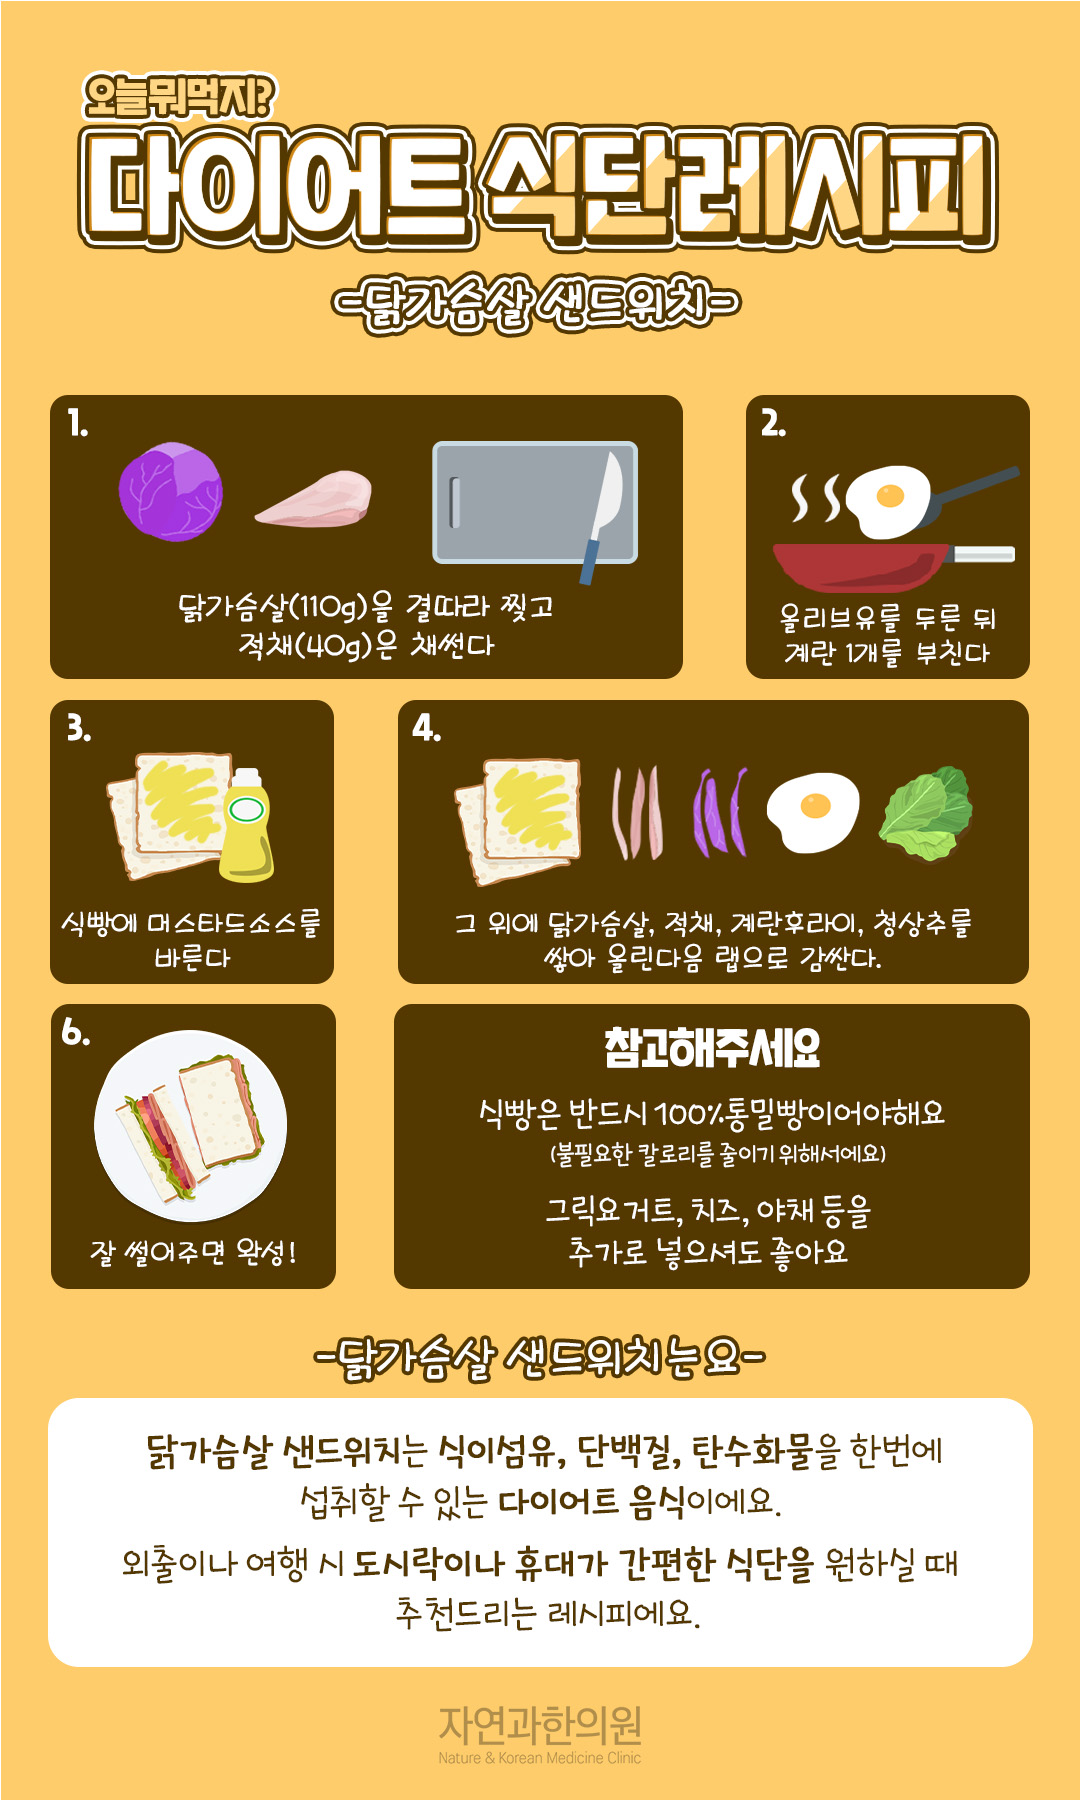 오늘뭐먹지?
다이어트 식단레시피
-닭가슴살 샌드위치-
1.
닭가슴살(110g)을 결따라 찢고
적채(40g)은 채썬다
2.
올리브유를 두른 뒤
계란 1개를 부친다
3.
식빵에 머스타드소스를
바른다
4.
그 위에 닭가슴살, 적채, 계란후라이, 청상추를
쌓아 올린다음 랩으로 감싼다.
6.
잘 썰어주면 완성!
참고해주세요
식빵은 반드시 100%통밀빵이어야해요
(불필요한 칼로리를 줄이기 위해서에요)
그릭요거트, 치즈, 야채 등을
추가로 넣으셔도 좋아요
-닭가슴살 샌드위치는요-
닭가슴살 샌드위치는 식이섬유, 단백질, 탄수화물을 한번에
섭취할 수 있는 다이어트 음식이에요.
외출이나 여행 시 도시락이나 휴대가 간편한 식단을 원하실 때
추천드리는 레시피에요.
자연과한의원
Nature & Korean Medicine Clinic